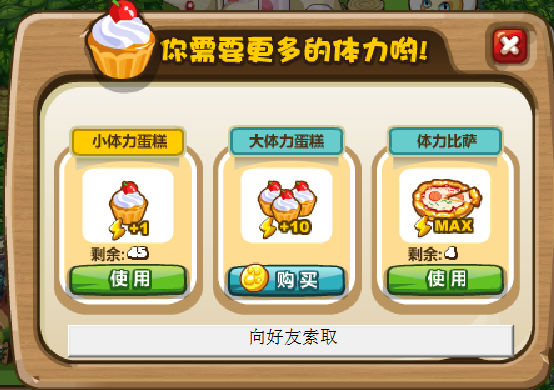 你需要更多的体力哟!
小体力蛋糕
大体力蛋糕
体力比萨
+1
+10
MAX
剩余:
剩余:
使用
购买
使用
向好友索取